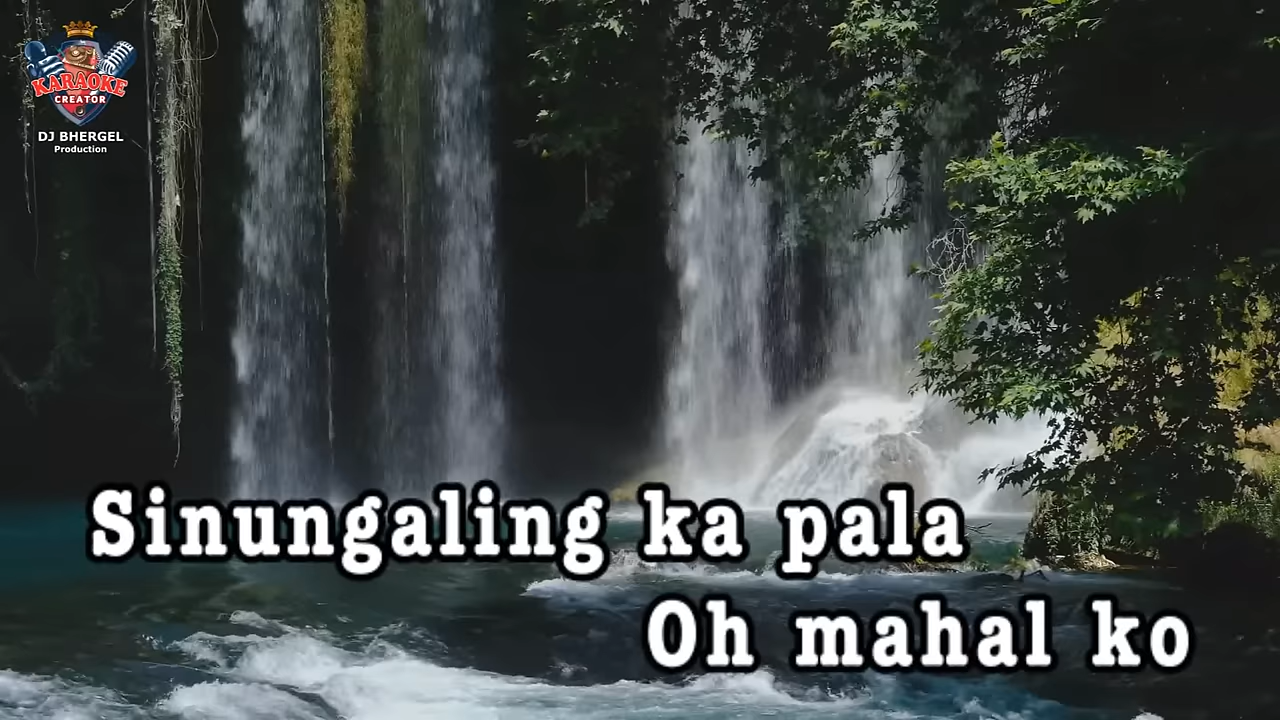 KARAOKE
CREATOR
DJ BHERGEL
Production
Sinungaling ka pala
Oh mahal ko